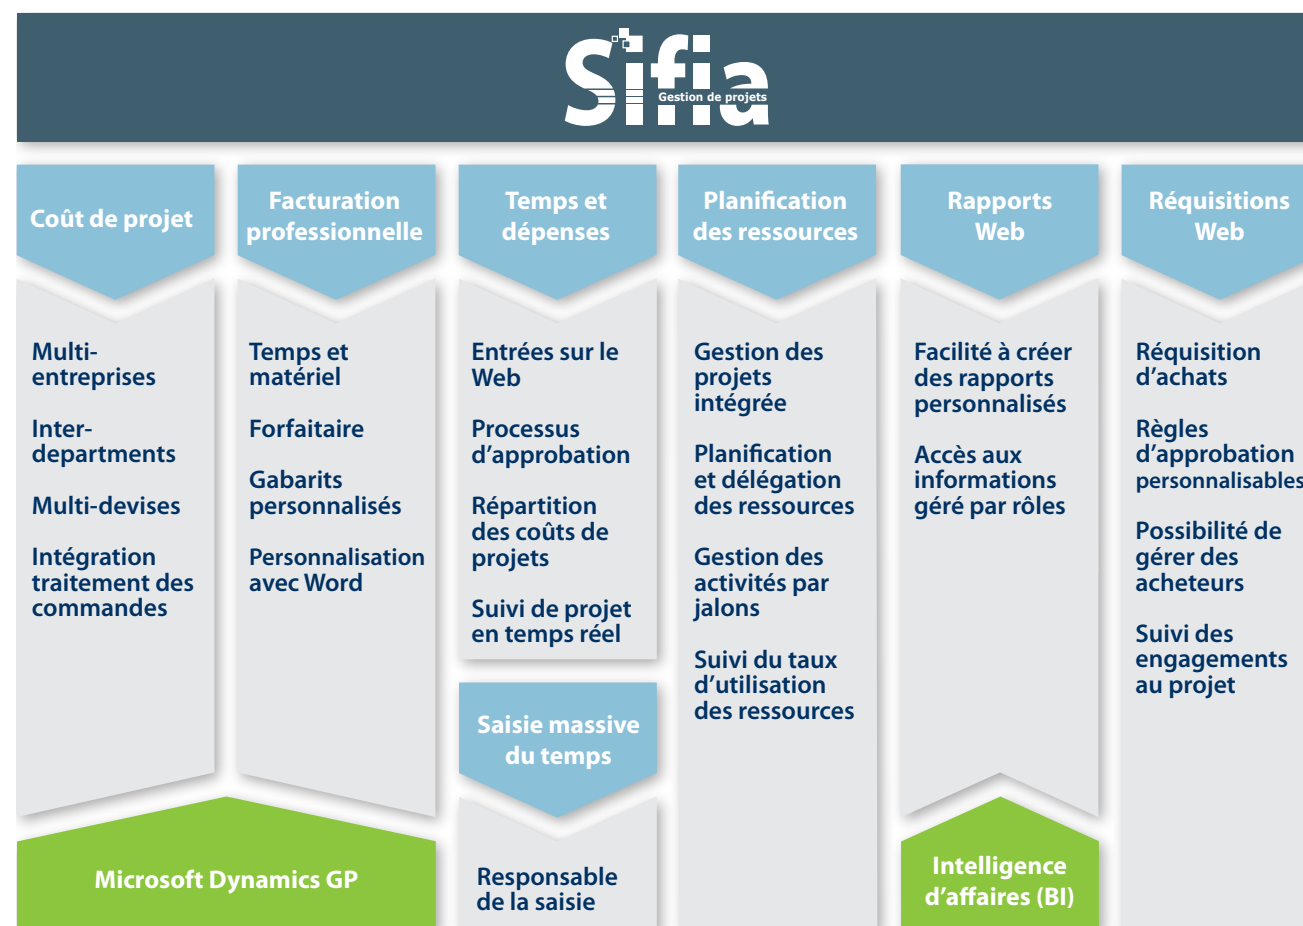 Sifia
Gestion de projets
Coût de projet
Multi-
entreprises
Inter-
departments
Multi-devises
Intégration
traitement des
commandes
Facturation
professionnelle
Temps et
matériel
Forfaitaire
Gabarits
personnalisés
Personnalisation
avec Word
Microsoft Dynamics GP
Temps et
dépenses
Entrées sur le
Web
Processus
d'approbation
Répartition
des coûts de
projets
Suivi de projet
en temps réel
Saisie massive
du temps
Responsable
de la saisie
Planification
des ressources
Gestion des
projets
intégrée
Planification
et délégation
des ressources
Gestion des
activités par
jalons
Suivi du taux
d'utilisation
des ressources
Rapports
Web
Facilité à créer
des rapports
personnalisés
Accès aux
informations
géré par rôles
Intelligence
d'affaires (BI)
Réquisitions
Web
Réquisition
d'achats
Règles
d'approbation
personnalisables
Possibilité de
gérer des
acheteurs
Suivi des
engagements
au projet